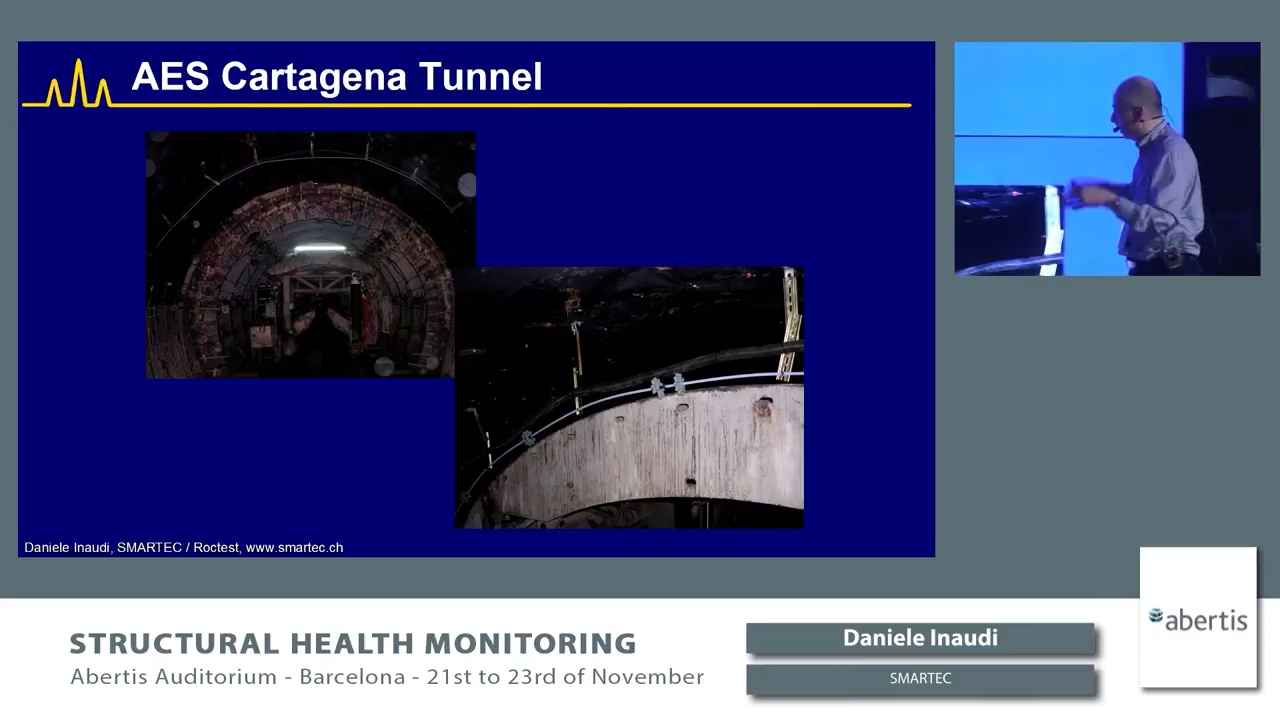 AES Cartagena Tunnel
Daniele Inaudi, SMARTEC / Roctest, www.smartec.ch
STRUCTURAL HEALTH MONITORING
Abertis Auditorium - Barcelona - 21st to 23rd of November
Daniele Inaudi
SMARTEC
abertis